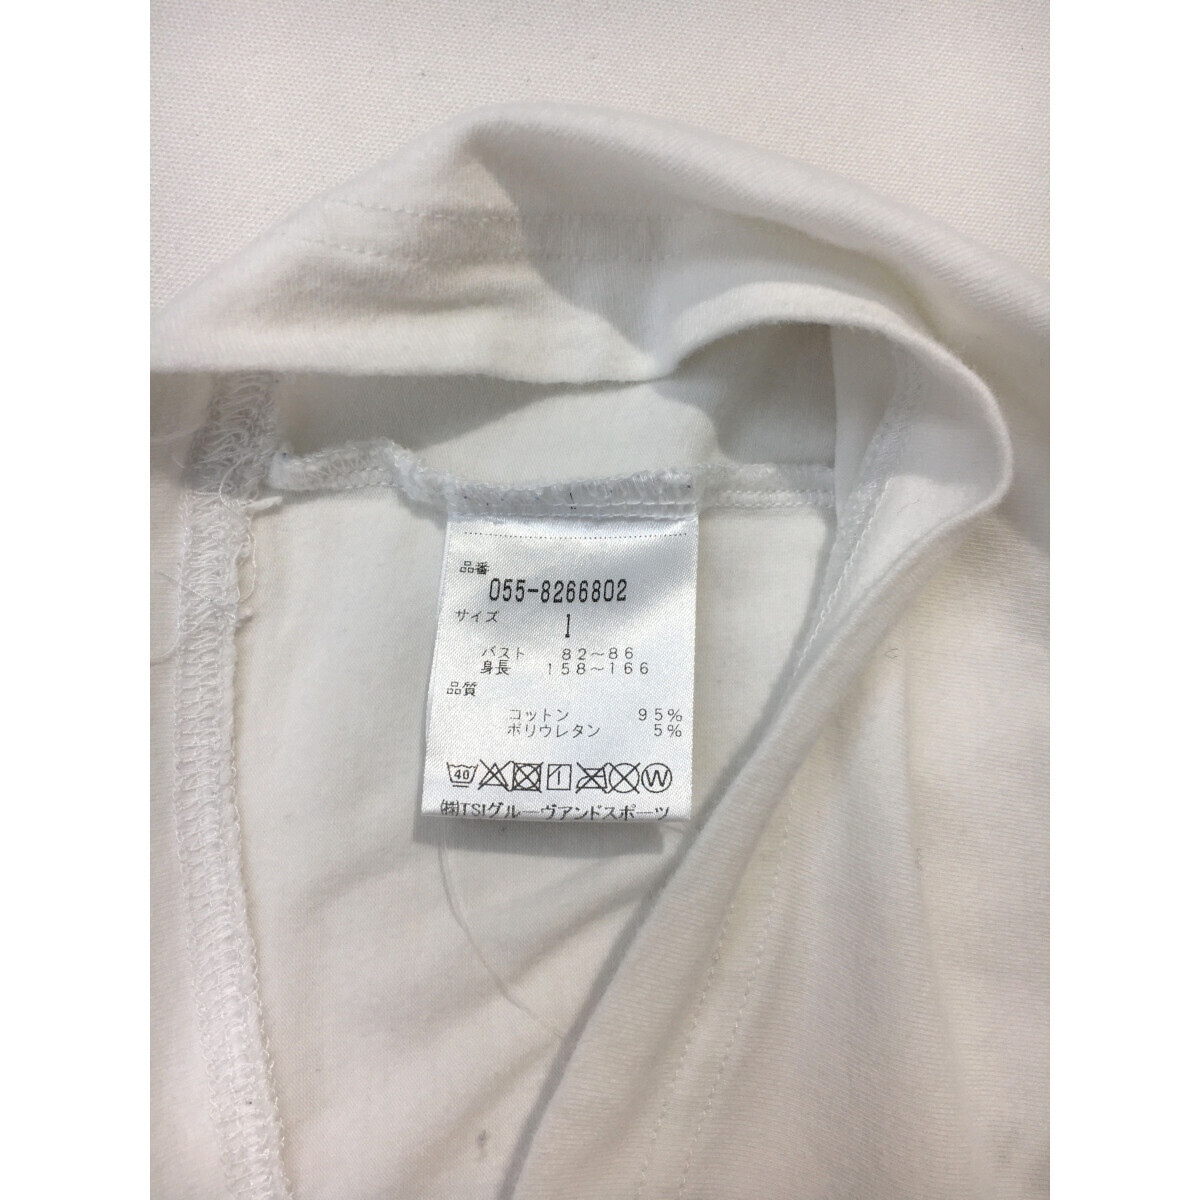 品番
055-8266802
サイズ
1
バスト 82～86
身長 158～166
品質
コットン 95%
ポリウレタン 5%
40 1 W
㈱TSIグルーヴアンドスポーツ